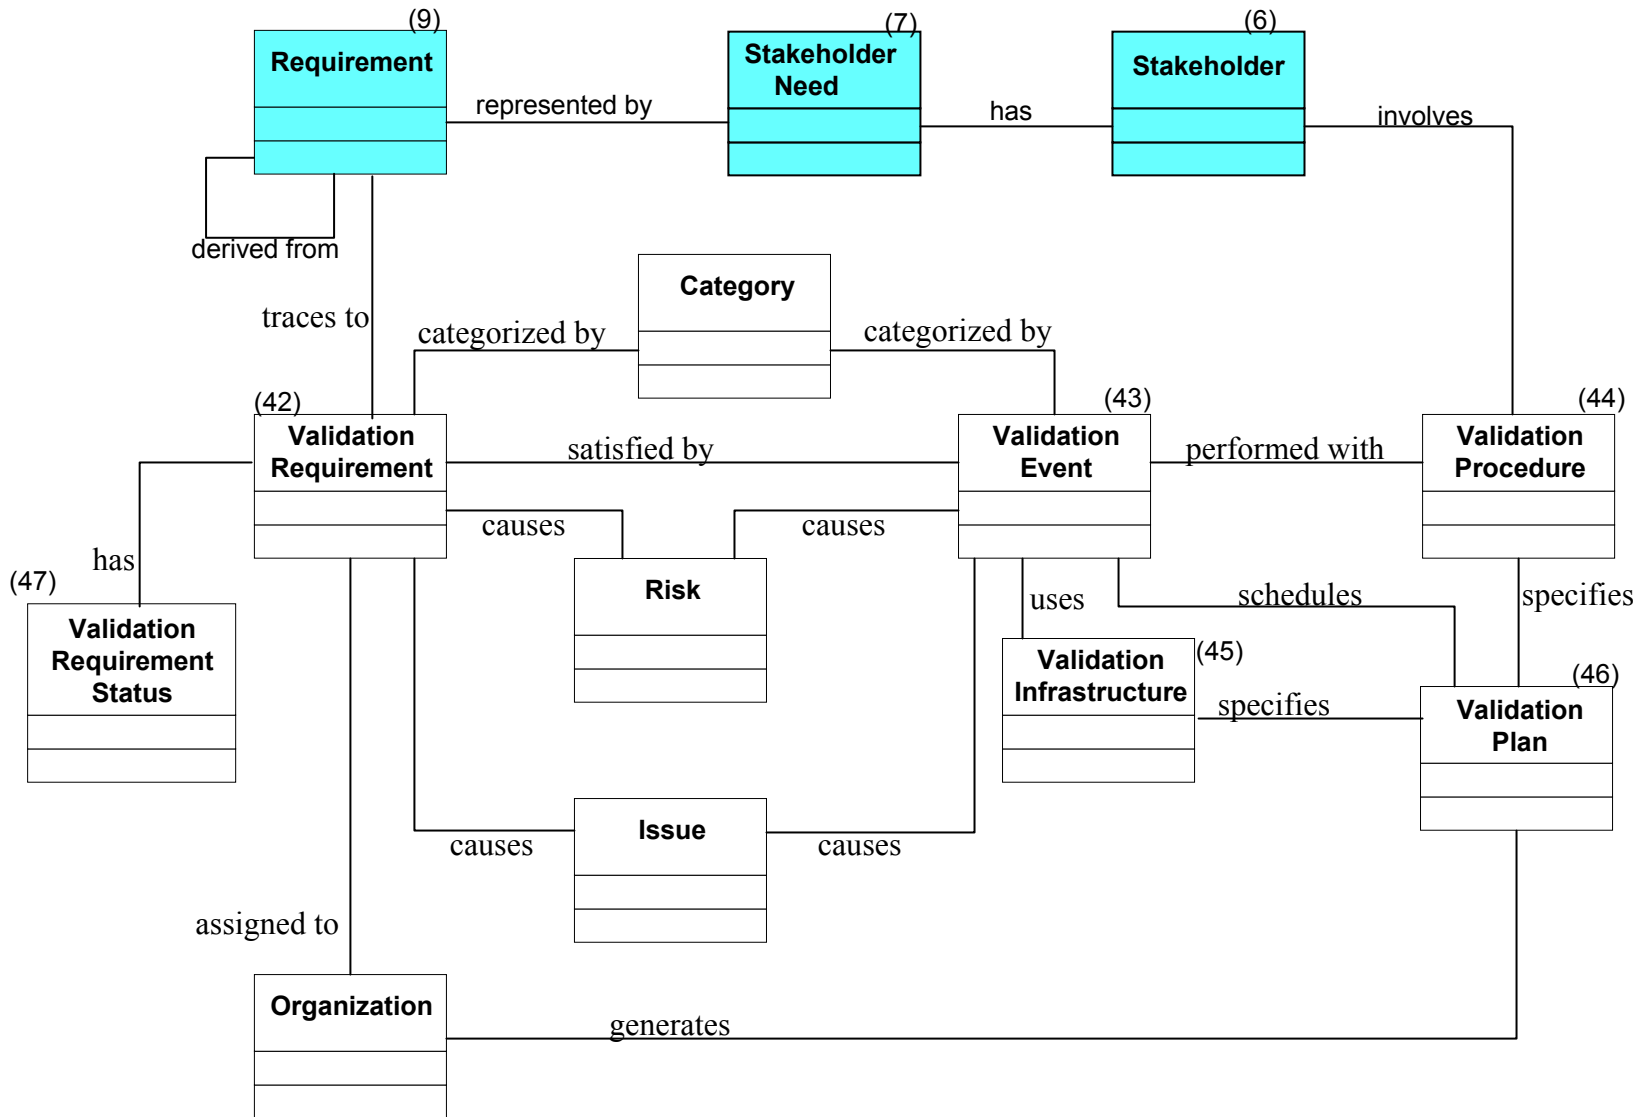 (9)
(7)
(6)
Requirement
Stakeholder
Need
Stakeholder
represented by
has
involves
derived from
Category
traces to
categorized by
categorized by
(42)
(43)
(44)
Validation
Requirement
satisfied by
Validation
Event
performed with
Validation
Procedure
causes
causes
has
(47)
Risk
uses
schedules
specifies
Validation
Requirement
Status
Validation
Infrastructure
(45)
(46)
specifies
Validation
Plan
Issue
causes
causes
assigned to
Organization
generates